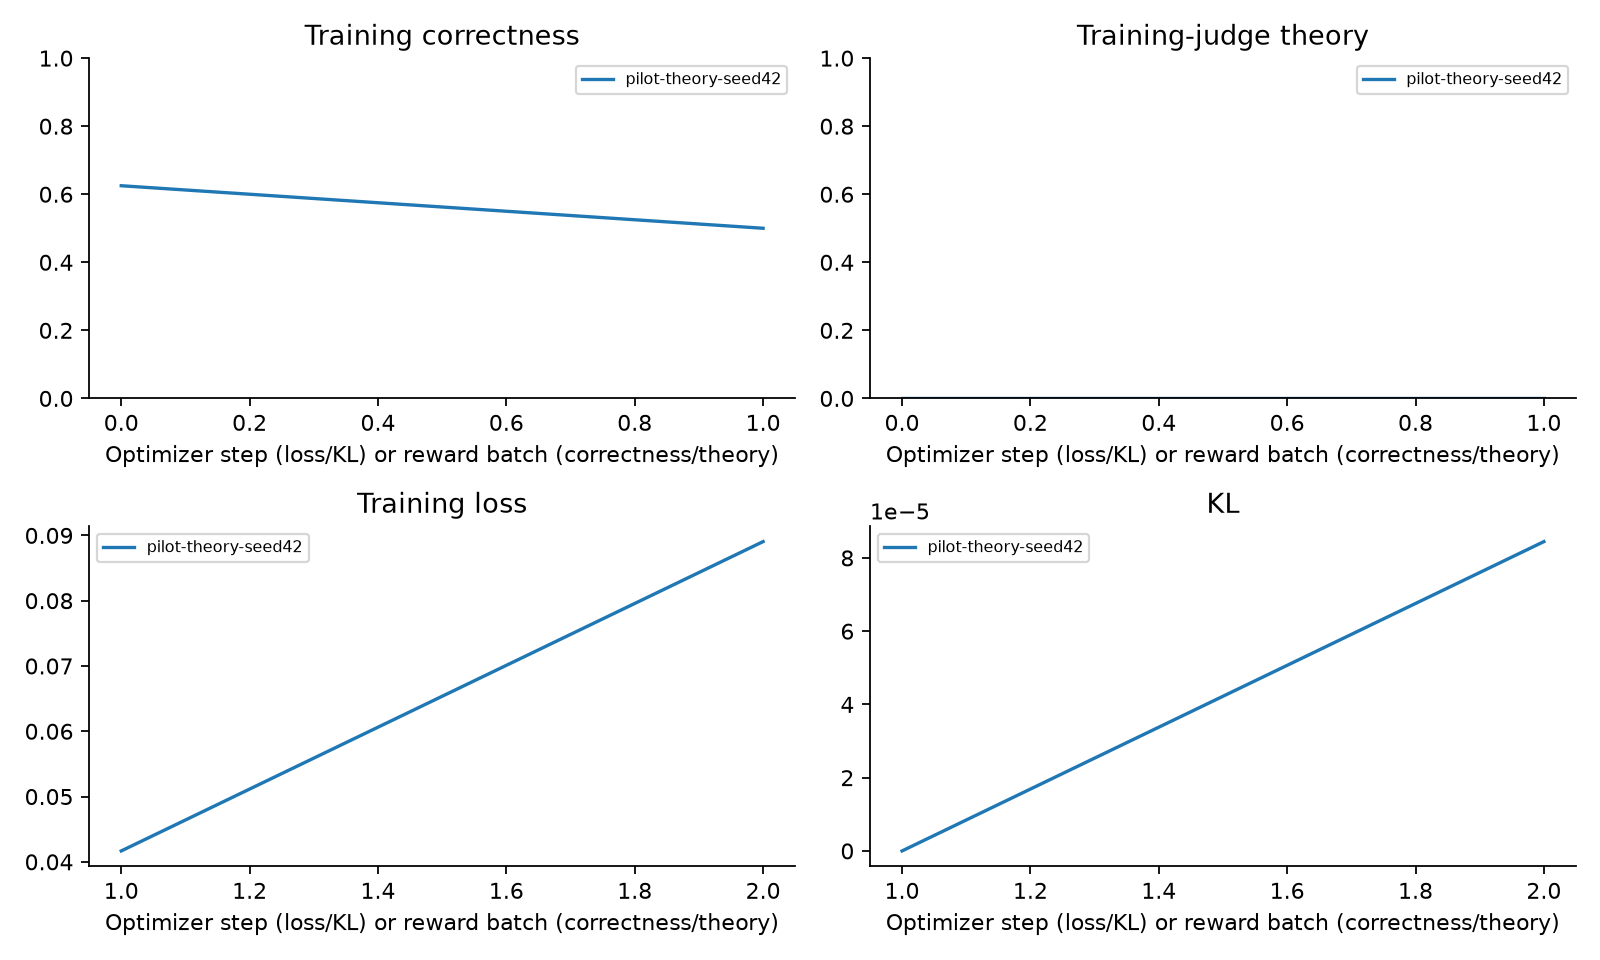 Training correctness
1.0
0.8
0.6
0.4
0.2
0.0
pilot-theory-seed42
0.0 0.2 0.4 0.6 0.8 1.0
Optimizer step (loss/KL) or reward batch (correctness/theory)
Training-judge theory
1.0
0.8
0.6
0.4
0.2
0.0
pilot-theory-seed42
0.0 0.2 0.4 0.6 0.8 1.0
Optimizer step (loss/KL) or reward batch (correctness/theory)
Training loss
0.09
0.08
0.07
0.06
0.05
0.04
pilot-theory-seed42
1.0 1.2 1.4 1.6 1.8 2.0
Optimizer step (loss/KL) or reward batch (correctness/theory)
KL
1e−5
8
6
4
2
0
pilot-theory-seed42
1.0 1.2 1.4 1.6 1.8 2.0
Optimizer step (loss/KL) or reward batch (correctness/theory)